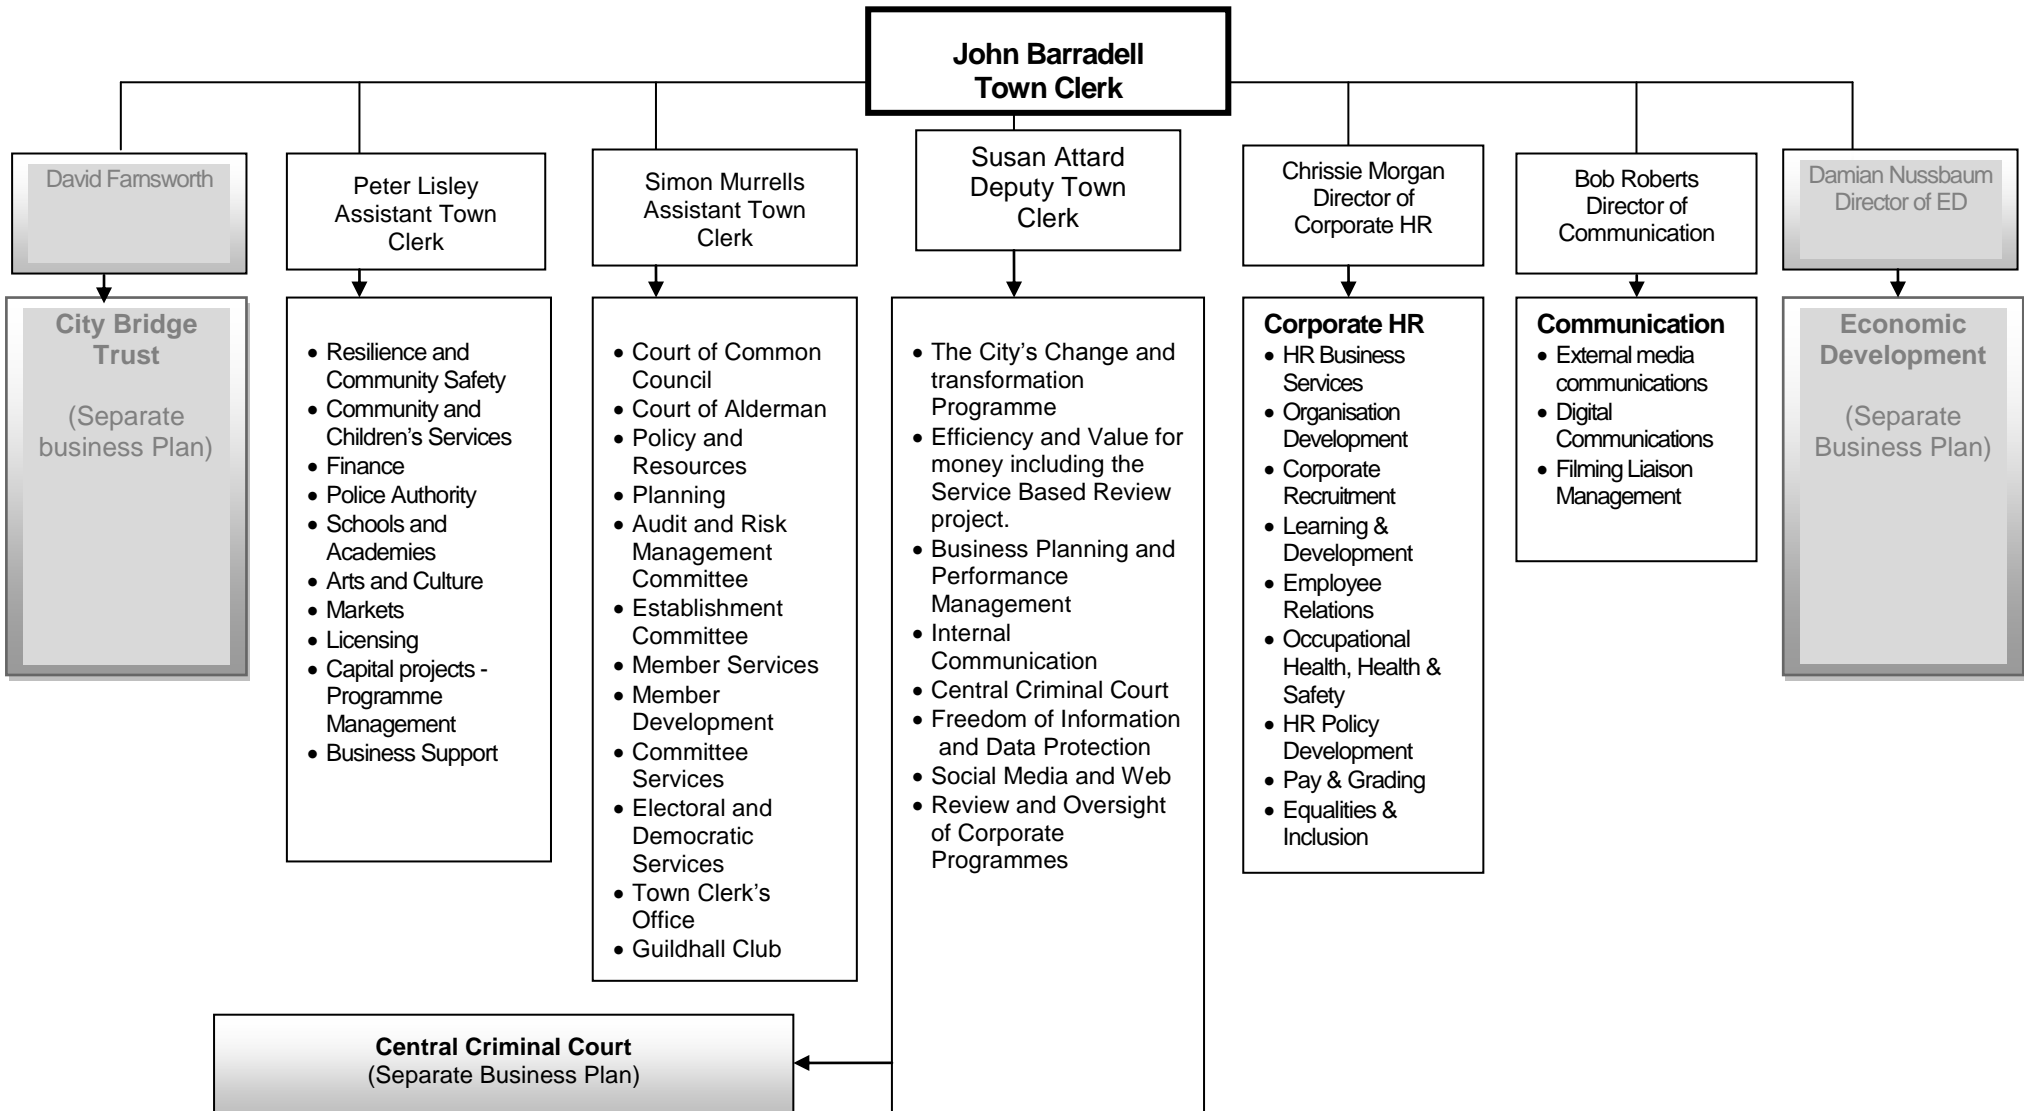 John Barradell
Town Clerk
David Farnsworth
Peter Lisley
Assistant Town
Clerk
Simon Murrells
Assistant Town
Clerk
Susan Attard
Deputy Town
Clerk
Chrissie Morgan
Director of
Corporate HR
Bob Roberts
Director of
Communication
Damian Nussbaum
Director of ED
City Bridge
Trust
(Separate
business Plan)
• Resilience and
Community Safety
• Community and
Children's Services
• Finance
• Police Authority
• Schools and
Academies
• Arts and Culture
• Markets
• Licensing
• Capital projects -
Programme
Management
• Business Support
• Court of Common
Council
• Court of Alderman
• Policy and
Resources
• Planning
• Audit and Risk
Management
Committee
• Establishment
Committee
• Member Services
• Member
Development
• Committee
Services
• Electoral and
Democratic
Services
• Town Clerk's
Office
• Guildhall Club
• The City's Change and
transformation
Programme
• Efficiency and Value for
money including the
Service Based Review
project.
• Business Planning and
Performance
Management
• Internal
Communication
• Central Criminal Court
• Freedom of Information
and Data Protection
• Social Media and Web
• Review and Oversight
of Corporate
Programmes
Corporate HR
• HR Business
Services
• Organisation
Development
• Corporate
Recruitment
• Learning &
Development
• Employee
Relations
• Occupational
Health, Health &
Safety
• HR Policy
Development
• Pay & Grading
• Equalities &
Inclusion
Communication
• External media
communications
• Digital
Communications
• Filming Liaison
Management
Economic
Development
(Separate
Business Plan)
Central Criminal Court
(Separate Business Plan)